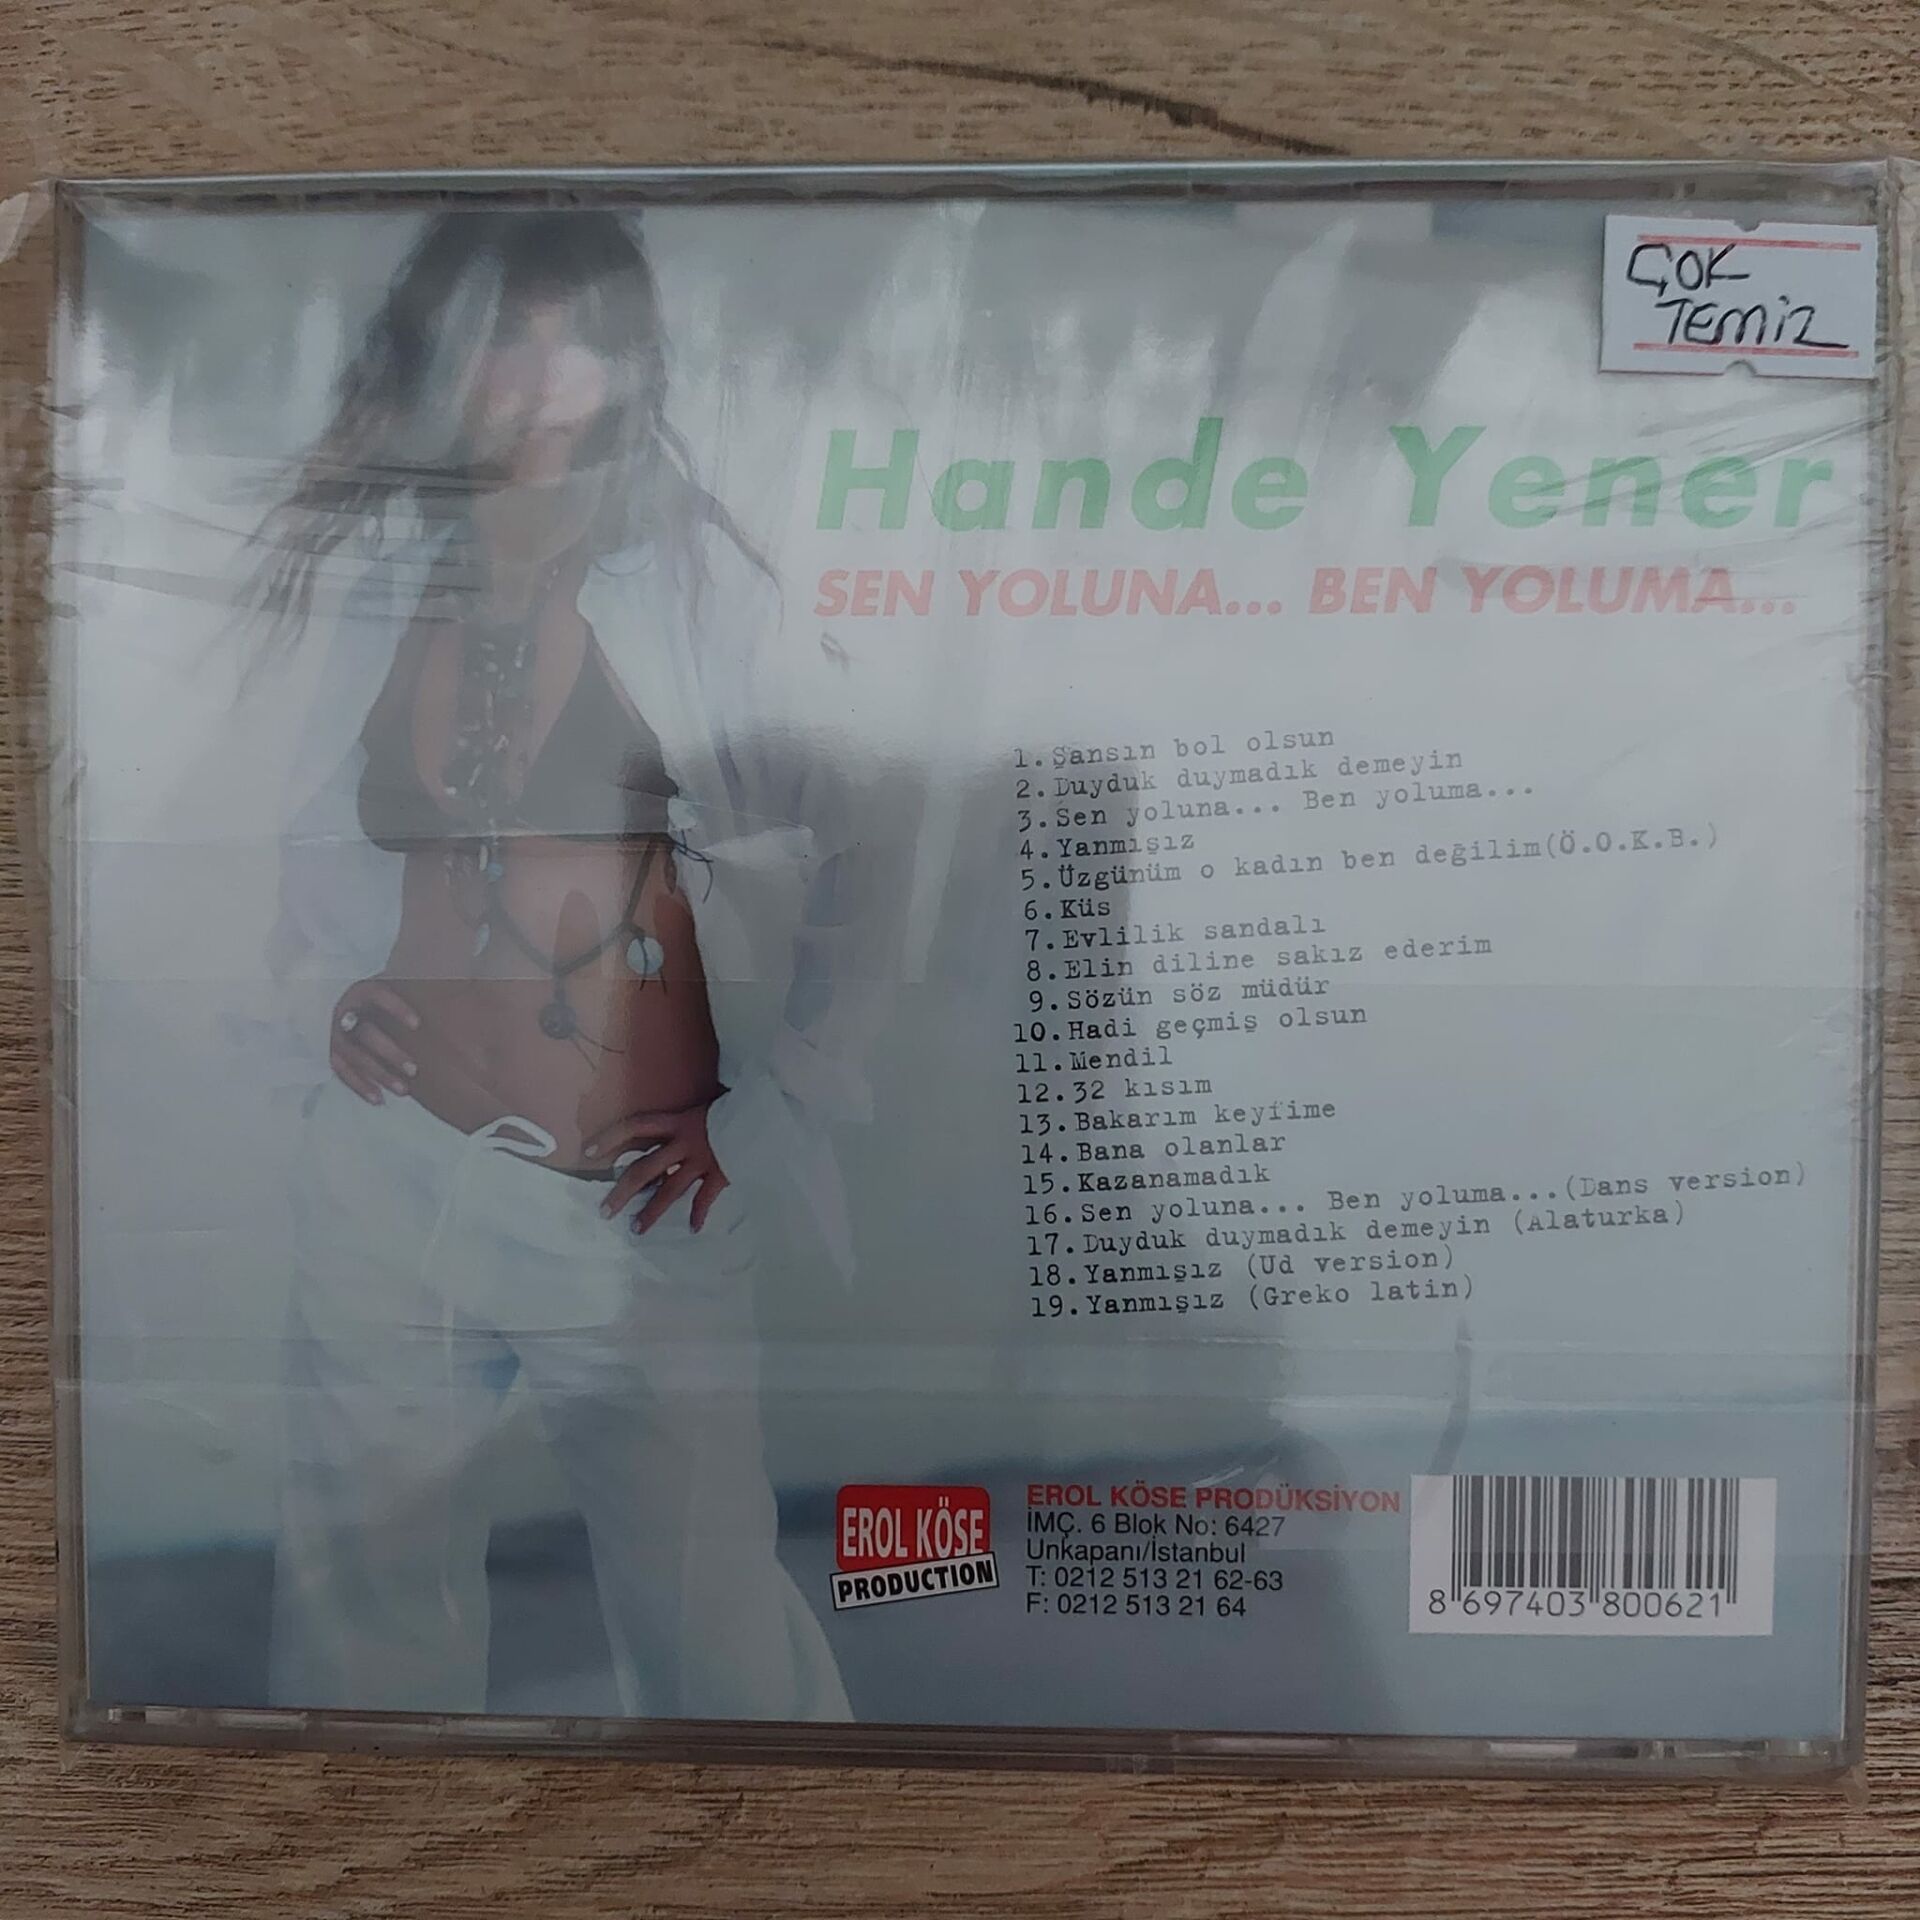 ÇOK
TEMİZ
Hande Yener
SEN YOLUNA... BEN YOLUMA...
1.Şansın bol olsun
2.Duyduk duymadık demeyin
3.Sen yoluna... Ben yoluma...
4.Yanmışız
5.Üzgünüm o kadın ben değilim(Ö.O.K.B.)
6.Küs
7.Evlilik sandalı
8.Elin diline sakız ederim
9.Sözün söz müdür
10.Hadi geçmiş olsun
11.Mendil
12.32 kısım
13.Bakarım keyfime
14.Bana olanlar
15.Kazanamadık
16.Sen yoluna... Ben yoluma...(Dans version)
17.Duyduk duymadık demeyin (Alaturka)
18.Yanmışız (Ud version)
19.Yanmışız (Greko latin)
EROL KÖSE
PRODUCTION
EROL KÖSE PRODÜKSİYON
İMÇ. 6 Blok No: 6427
Unkapanı/İstanbul
T: 0212 513 21 62-63
F: 0212 513 21 64
8 697403 800621